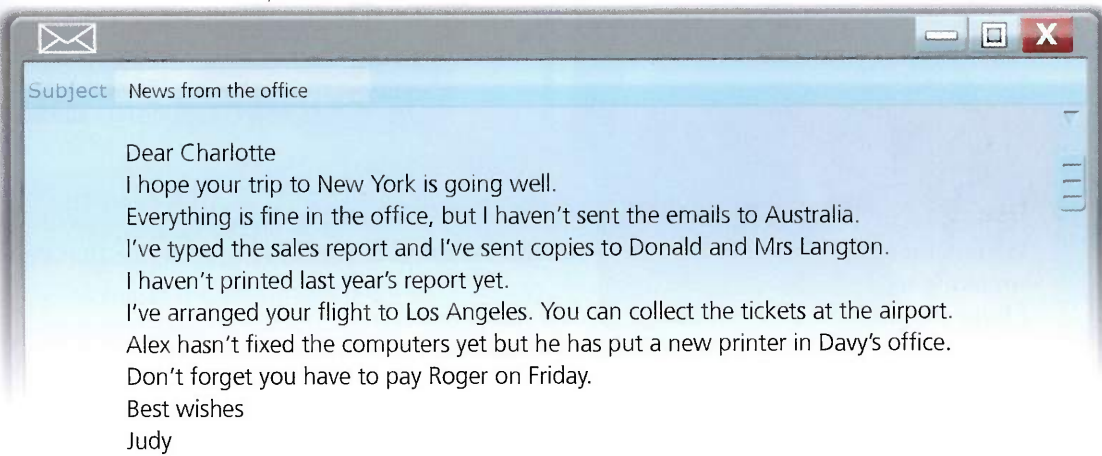 X
Subject News from the office
Dear Charlotte
I hope your trip to New York is going well.
Everything is fine in the office, but I haven't sent the emails to Australia.
I've typed the sales report and I've sent copies to Donald and Mrs Langton.
I haven't printed last year's report yet.
I've arranged your flight to Los Angeles. You can collect the tickets at the airport.
Alex hasn't fixed the computers yet but he has put a new printer in Davy's office.
Don't forget you have to pay Roger on Friday.
Best wishes
Judy